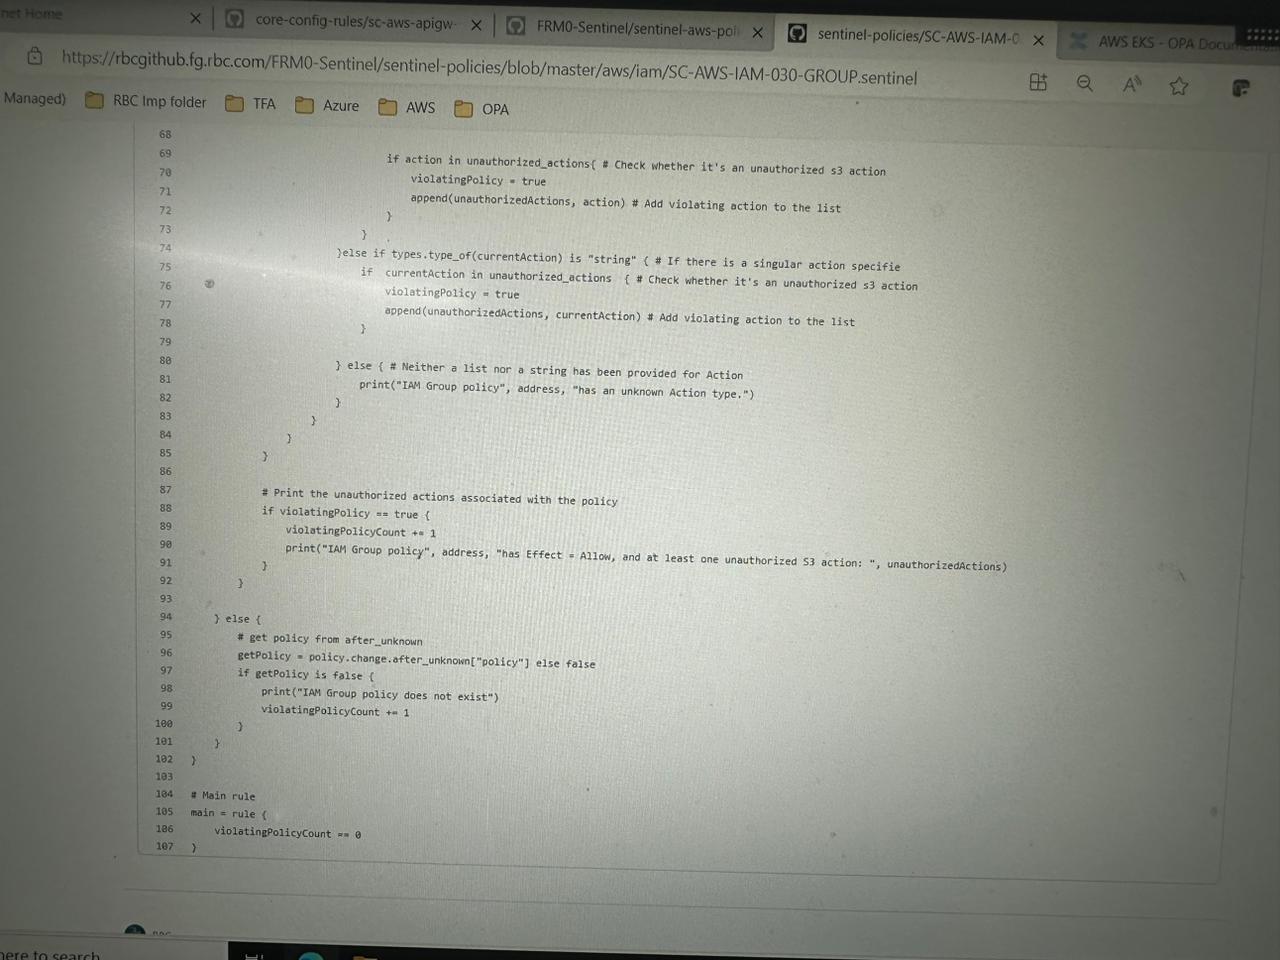 net Home
core-config-rules/sc-aws-apigw-
FRM0-Sentinel/sentinel-aws-poli
sentinel-policies/SC-AWS-IAM-0
AWS EKS - OPA Documentati
https://rbcgithub.fg.rbc.com/FRM0-Sentinel/sentinel-policies/blob/master/aws/iam/SC-AWS-IAM-030-GROUP.sentinel
Managed) RBC Imp folder TFA Azure AWS OPA
68
69 if action in unauthorized_actions{ # Check whether it's an unauthorized s3 action
70 violatingPolicy = true
71 append(unauthorizedActions, action) # Add violating action to the list
72 }
73 }
74 }else if types.type_of(currentAction) is "string" { # If there is a singular action specifie
75 if  currentAction in unauthorized_actions  { # Check whether it's an unauthorized s3 action
76 violatingPolicy = true
77 append(unauthorizedActions, currentAction) # Add violating action to the list
78 }
79
80 } else { # Neither a list nor a string has been provided for Action
81 print("IAM Group policy", address, "has an unknown Action type.")
82 }
83 }
84 }
85 }
86
87 # Print the unauthorized actions associated with the policy
88 if violatingPolicy == true {
89 violatingPolicyCount += 1
90 print("IAM Group policy", address, "has Effect = Allow, and at least one unauthorized S3 action: ", unauthorizedActions)
91 }
92 }
93
94 } else {
95 # get policy from after_unknown
96 getPolicy = policy.change.after_unknown["policy"] else false
97 if getPolicy is false {
98 print("IAM Group policy does not exist")
99 violatingPolicyCount += 1
100 }
101 }
102 }
103
104 # Main rule
105 main = rule {
106 violatingPolicyCount == 0
107 }
here to search